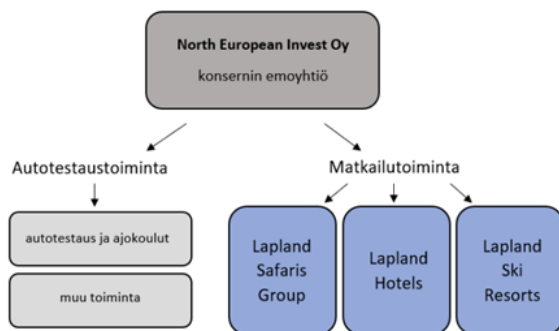 North European Invest Oy
konsernin emoyhtiö
Autotestaustoiminta
Matkailutoiminta
autotestaus ja ajokoulut
muu toiminta
Lapland
Safaris
Group
Lapland
Hotels
Lapland
Ski
Resorts